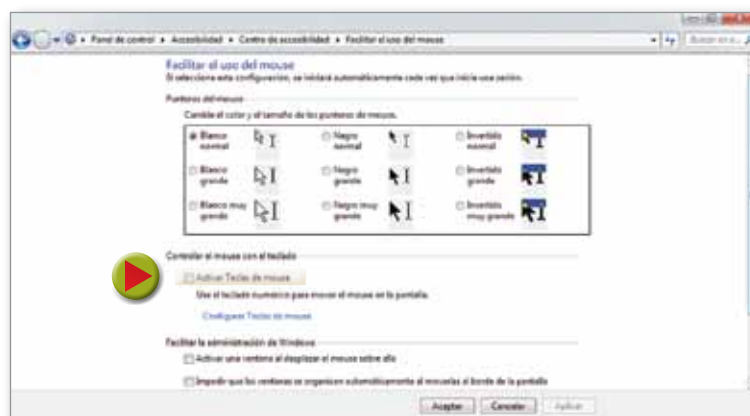 Panel de control ▸ Accesibilidad ▸ Centro de accesibilidad ▸ Facilitar el uso del mouse
Facilitar el uso del mouse
Si selecciona esta configuración, se iniciará automáticamente cada vez que inicie una sesión.
Punteros del mouse
Cambie el color y el tamaño de los punteros de mouse.
Blanco normal
Negro normal
Invertido normal
Blanco grande
Negro grande
Invertido grande
Blanco muy grande
Negro muy grande
Invertido muy grande
Controlar el mouse con el teclado
Activar Teclas de mouse
Use el teclado numérico para mover el mouse en la pantalla.
Configurar Teclas de mouse
Facilitar la administración de Windows
Activar una ventana al desplazar el mouse sobre ella
Impedir que las ventanas se organicen automáticamente al moverlas al borde de la pantalla
Aceptar
Cancelar
Aplicar